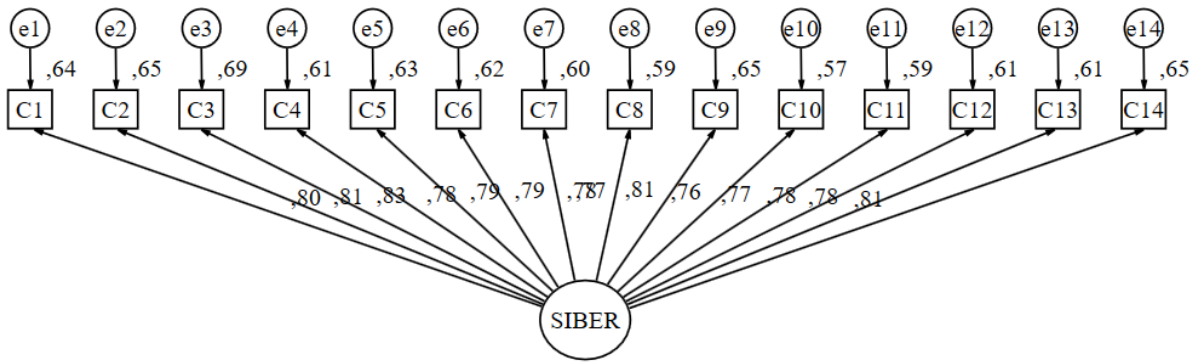 e1 e2 e3 e4 e5 e6 e7 e8 e9 e10 e11 e12 e13 e14
,64 ,65 ,69 ,61 ,63 ,62 ,60 ,59 ,65 ,57 ,59 ,61 ,61 ,65
C1 C2 C3 C4 C5 C6 C7 C8 C9 C10 C11 C12 C13 C14
,80 ,81 ,83 ,78 ,79 ,79 ,78 ,77 ,81 ,76 ,77 ,78 ,78 ,81
SIBER